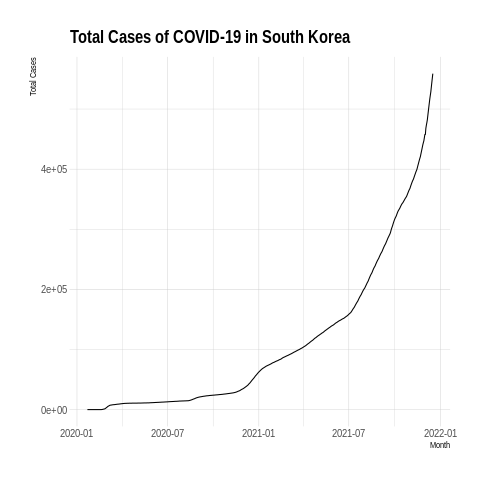 Total Cases of COVID-19 in South Korea
Total Cases
4e+05
2e+05
0e+00
2020-01 2020-07 2021-01 2021-07 2022-01
Month